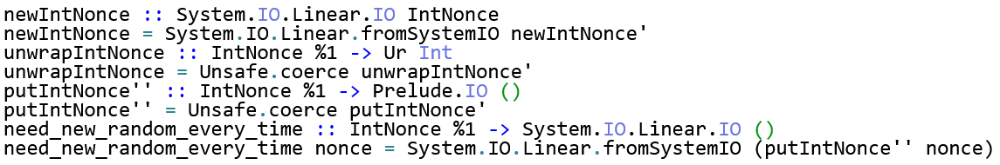 newIntNonce :: System.IO.Linear.IO IntNonce
newIntNonce = System.IO.Linear.fromSystemIO newIntNonce'
unwrapIntNonce :: IntNonce %1 -> Ur Int
unwrapIntNonce = Unsafe.coerce unwrapIntNonce'
putIntNonce'' :: IntNonce %1 -> Prelude.IO ()
putIntNonce'' = Unsafe.coerce putIntNonce'
need_new_random_every_time :: IntNonce %1 -> System.IO.Linear.IO ()
need_new_random_every_time nonce = System.IO.Linear.fromSystemIO (putIntNonce'' nonce)